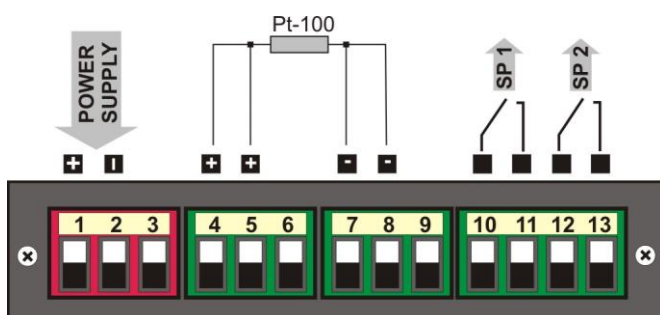 Pt-100
POWER
SUPPLY
SP 1
SP 2
+ - + + - -
1 2 3 4 5 6 7 8 9 10 11 12 13